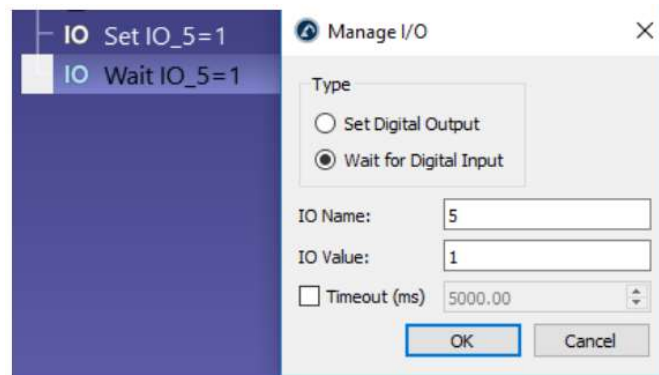 IO Set IO_5=1
IO Wait IO_5=1
Manage I/O
Type
Set Digital Output
Wait for Digital Input
IO Name: 5
IO Value: 1
Timeout (ms) 5000.00
OK Cancel